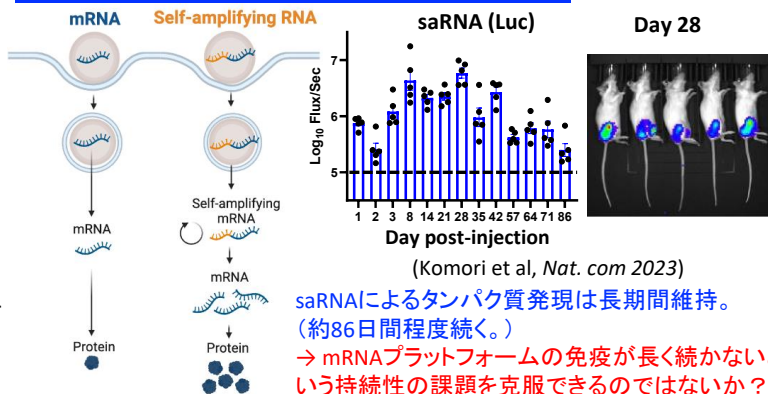 mRNA
Self-amplifying RNA
Self-amplifying
mRNA
mRNA
mRNA
Protein
Protein
saRNA (Luc)
Log10 Flux/Sec
7
6
5
1 2 3 8 14 21 28 35 42 57 64 71 86
Day post-injection
Day 28
(Komori et al, Nat. com 2023)
saRNAによるタンパク質発現は長期間維持。
（約86日間程度続く。）
→ mRNAプラットフォームの免疫が長く続かない
いう持続性の課題を克服できるのではないか？